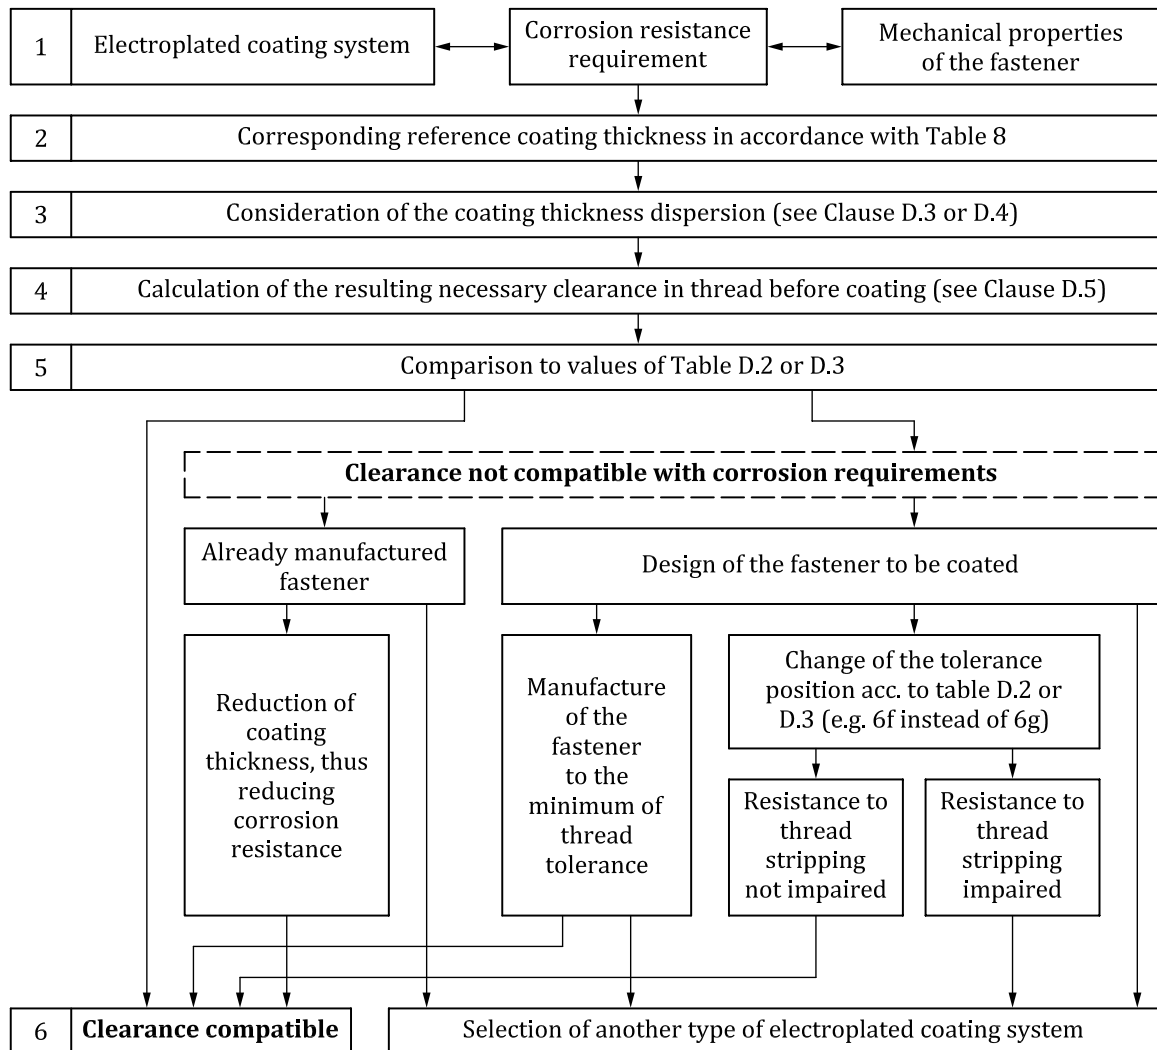 1
Electroplated coating system
Corrosion resistance
requirement
Mechanical properties
of the fastener
2
Corresponding reference coating thickness in accordance with Table 8
3
Consideration of the coating thickness dispersion (see Clause D.3 or D.4)
4
Calculation of the resulting necessary clearance in thread before coating (see Clause D.5)
5
Comparison to values of Table D.2 or D.3
Clearance not compatible with corrosion requirements
Already manufactured
fastener
Design of the fastener to be coated
Reduction of
coating
thickness, thus
reducing
corrosion
resistance
Manufacture
of the
fastener
to the
minimum of
thread
tolerance
Change of the tolerance
position acc. to table D.2 or
D.3 (e.g. 6f instead of 6g)
Resistance to
thread
stripping
not impaired
Resistance to
thread
stripping
impaired
6
Clearance compatible
Selection of another type of electroplated coating system